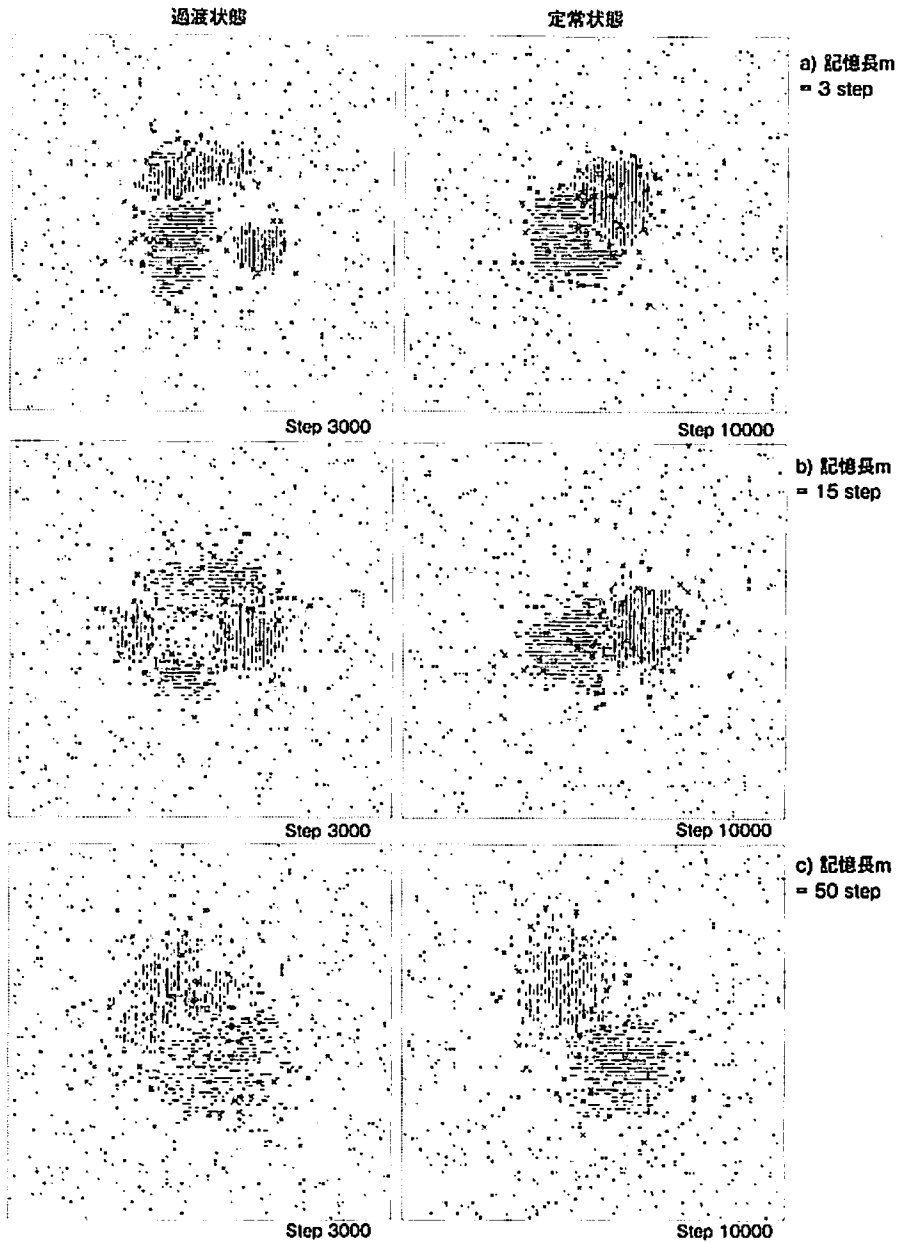 過渡状態
定常状態
a) 記憶長m
= 3 step
Step 3000
Step 10000
b) 記憶長m
= 15 step
Step 3000
Step 10000
c) 記憶長m
= 50 step
Step 3000
Step 10000